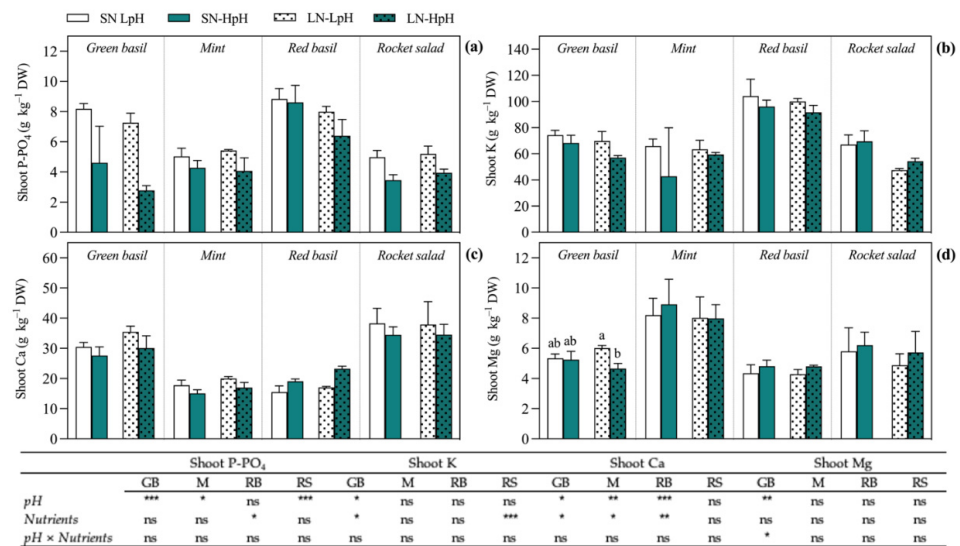 SN LpH SN-HpH LN-LpH LN-HpH
Green basil Mint Red basil Rocket salad (a)
Shoot P-PO4 (g kg−1 DW)
12
10
8
6
4
2
0
Green basil Mint Red basil Rocket salad (b)
Shoot K (g kg−1 DW)
140
120
100
80
60
40
20
0
Green basil Mint Red basil Rocket salad (c)
Shoot Ca (g kg−1 DW)
60
50
40
30
20
10
0
Green basil Mint Red basil Rocket salad (d)
Shoot Mg (g kg−1 DW)
12
10
8
6
4
2
0
ab ab a b
Shoot P-PO4 Shoot K Shoot Ca Shoot Mg
GB M RB RS GB M RB RS GB M RB RS GB M RB RS
pH *** * ns *** * ns ns ns * ** *** ns ** ns ns ns
Nutrients ns ns * ns * ns ns *** * * ** ns ns ns ns ns
pH × Nutrients ns ns ns ns ns ns ns ns ns ns ns ns * ns ns ns